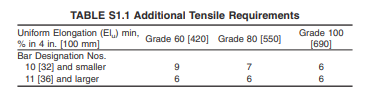 TABLE S1.1 Additional Tensile Requirements
Uniform Elongation (Elu) min, % in 4 in. [100 mm] Grade 60 [420] Grade 80 [550] Grade 100 [690]
Bar Designation Nos.
10 [32] and smaller 9 7 6
11 [36] and larger 6 6 6